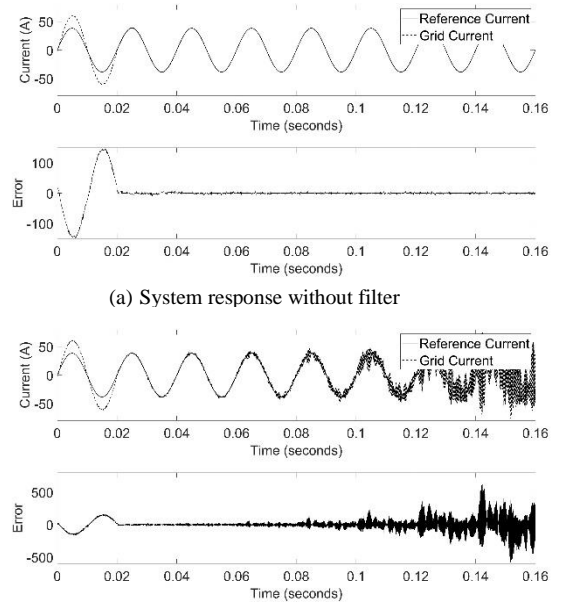 50
0
-50
Current (A)
Reference Current
Grid Current
0 0.02 0.04 0.06 0.08 0.1 0.12 0.14 0.16
Time (seconds)
100
0
-100
Error
0 0.02 0.04 0.06 0.08 0.1 0.12 0.14 0.16
Time (seconds)
(a) System response without filter
50
0
-50
Current (A)
Reference Current
Grid Current
0 0.02 0.04 0.06 0.08 0.1 0.12 0.14 0.16
Time (seconds)
500
0
-500
Error
0 0.02 0.04 0.06 0.08 0.1 0.12 0.14 0.16
Time (seconds)